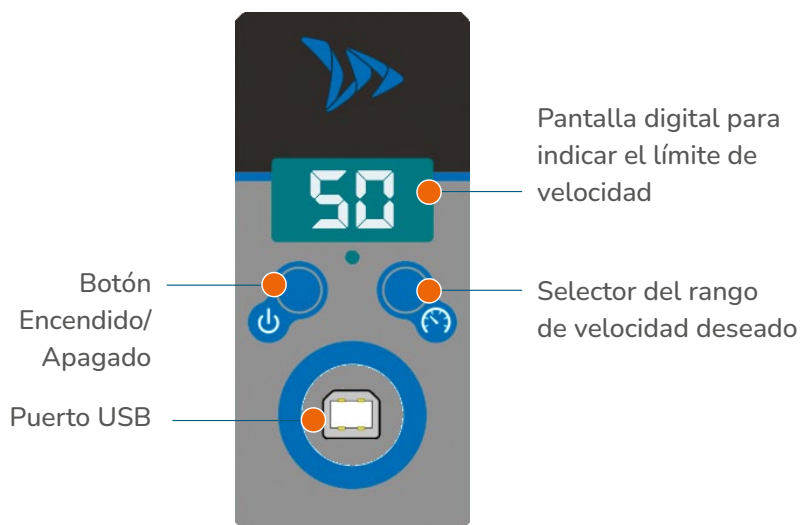 Pantalla digital para
indicar el límite de
velocidad
50
Botón
Encendido/
Apagado
Selector del rango
de velocidad deseado
Puerto USB